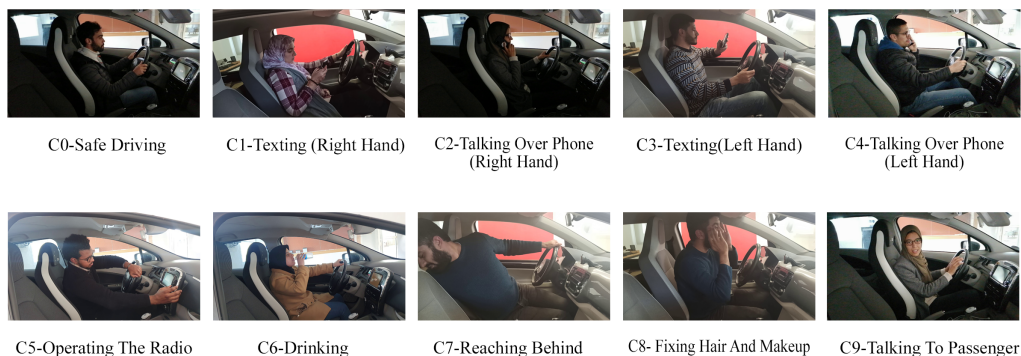 C0-Safe Driving
C1-Texting (Right Hand)
C2-Talking Over Phone
(Right Hand)
C3-Texting(Left Hand)
C4-Talking Over Phone
(Left Hand)
C5-Operating The Radio
C6-Drinking
C7-Reaching Behind
C8- Fixing Hair And Makeup
C9-Talking To Passenger